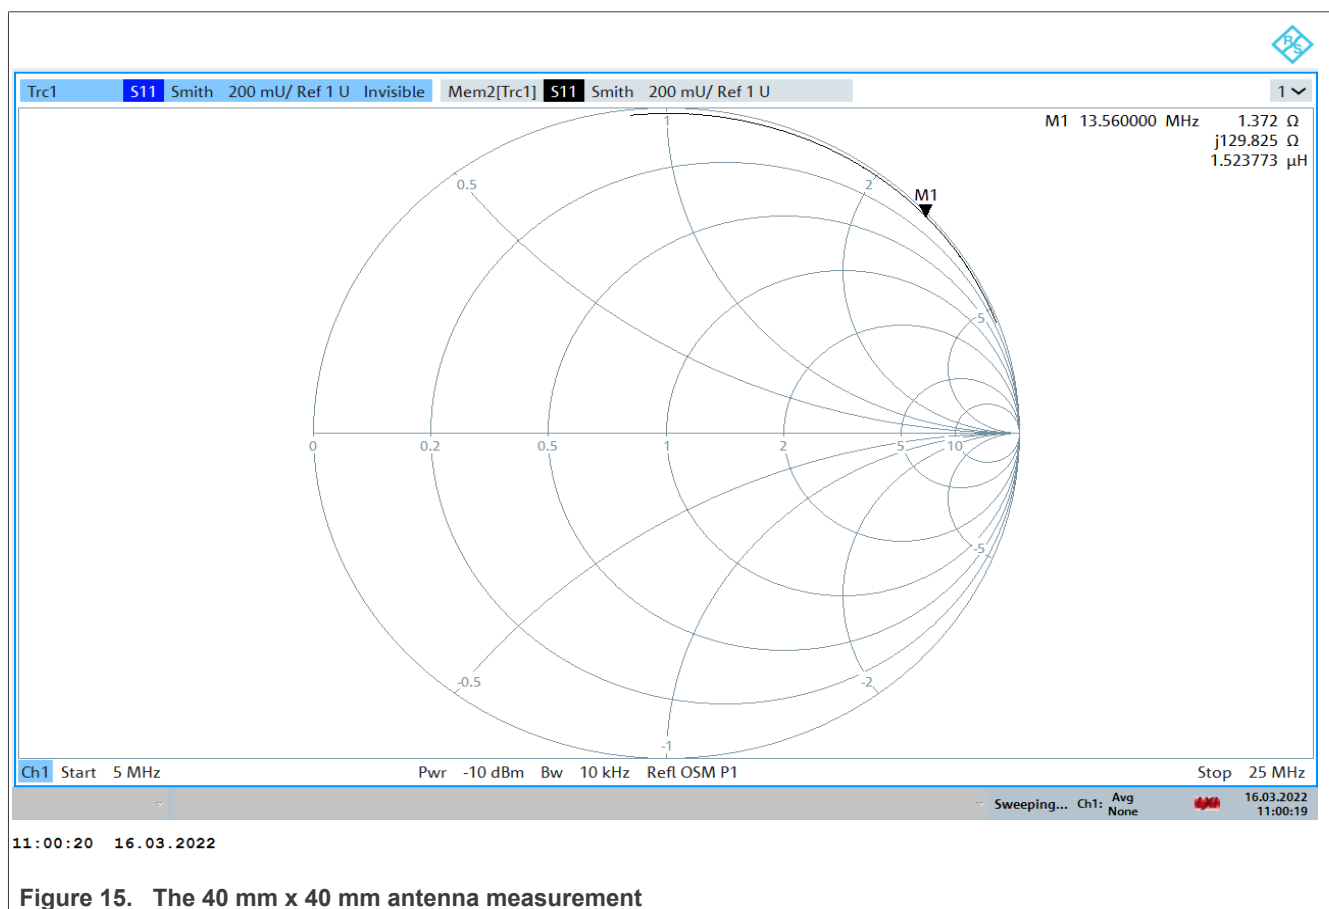 R&S
Trc1 S11 Smith 200 mU/ Ref 1 U Invisible Mem2[Trc1] S11 Smith 200 mU/ Ref 1 U 1
M1 13.560000 MHz 1.372 Ω
j129.825 Ω
1.523773 µH
1
0.5
2
M1
5
0 0.2 0.5 1 2 5 10
-5
-0.5
-2
-1
Ch1 Start 5 MHz Pwr -10 dBm Bw 10 kHz Refl OSM P1 Stop 25 MHz
Sweeping... Ch1: Avg None LXI 16.03.2022 11:00:19
11:00:20 16.03.2022
Figure 15. The 40 mm x 40 mm antenna measurement